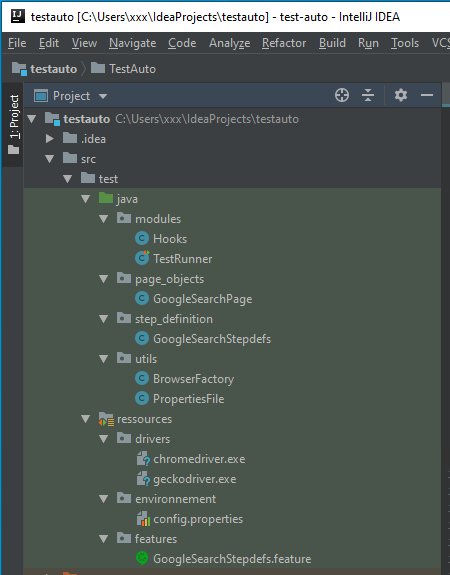 testauto [C:\Users\xxx\IdeaProjects\testauto] - test-auto - IntelliJ IDEA
File Edit View Navigate Code Analyze Refactor Build Run Tools VCS
testauto TestAuto
1: Project
Project
testauto C:\Users\xxx\IdeaProjects\testauto
.idea
src
test
java
modules
Hooks
TestRunner
page_objects
GoogleSearchPage
step_definition
GoogleSearchStepdefs
utils
BrowserFactory
PropertiesFile
ressources
drivers
chromedriver.exe
geckodriver.exe
environnement
config.properties
features
GoogleSearchStepdefs.feature